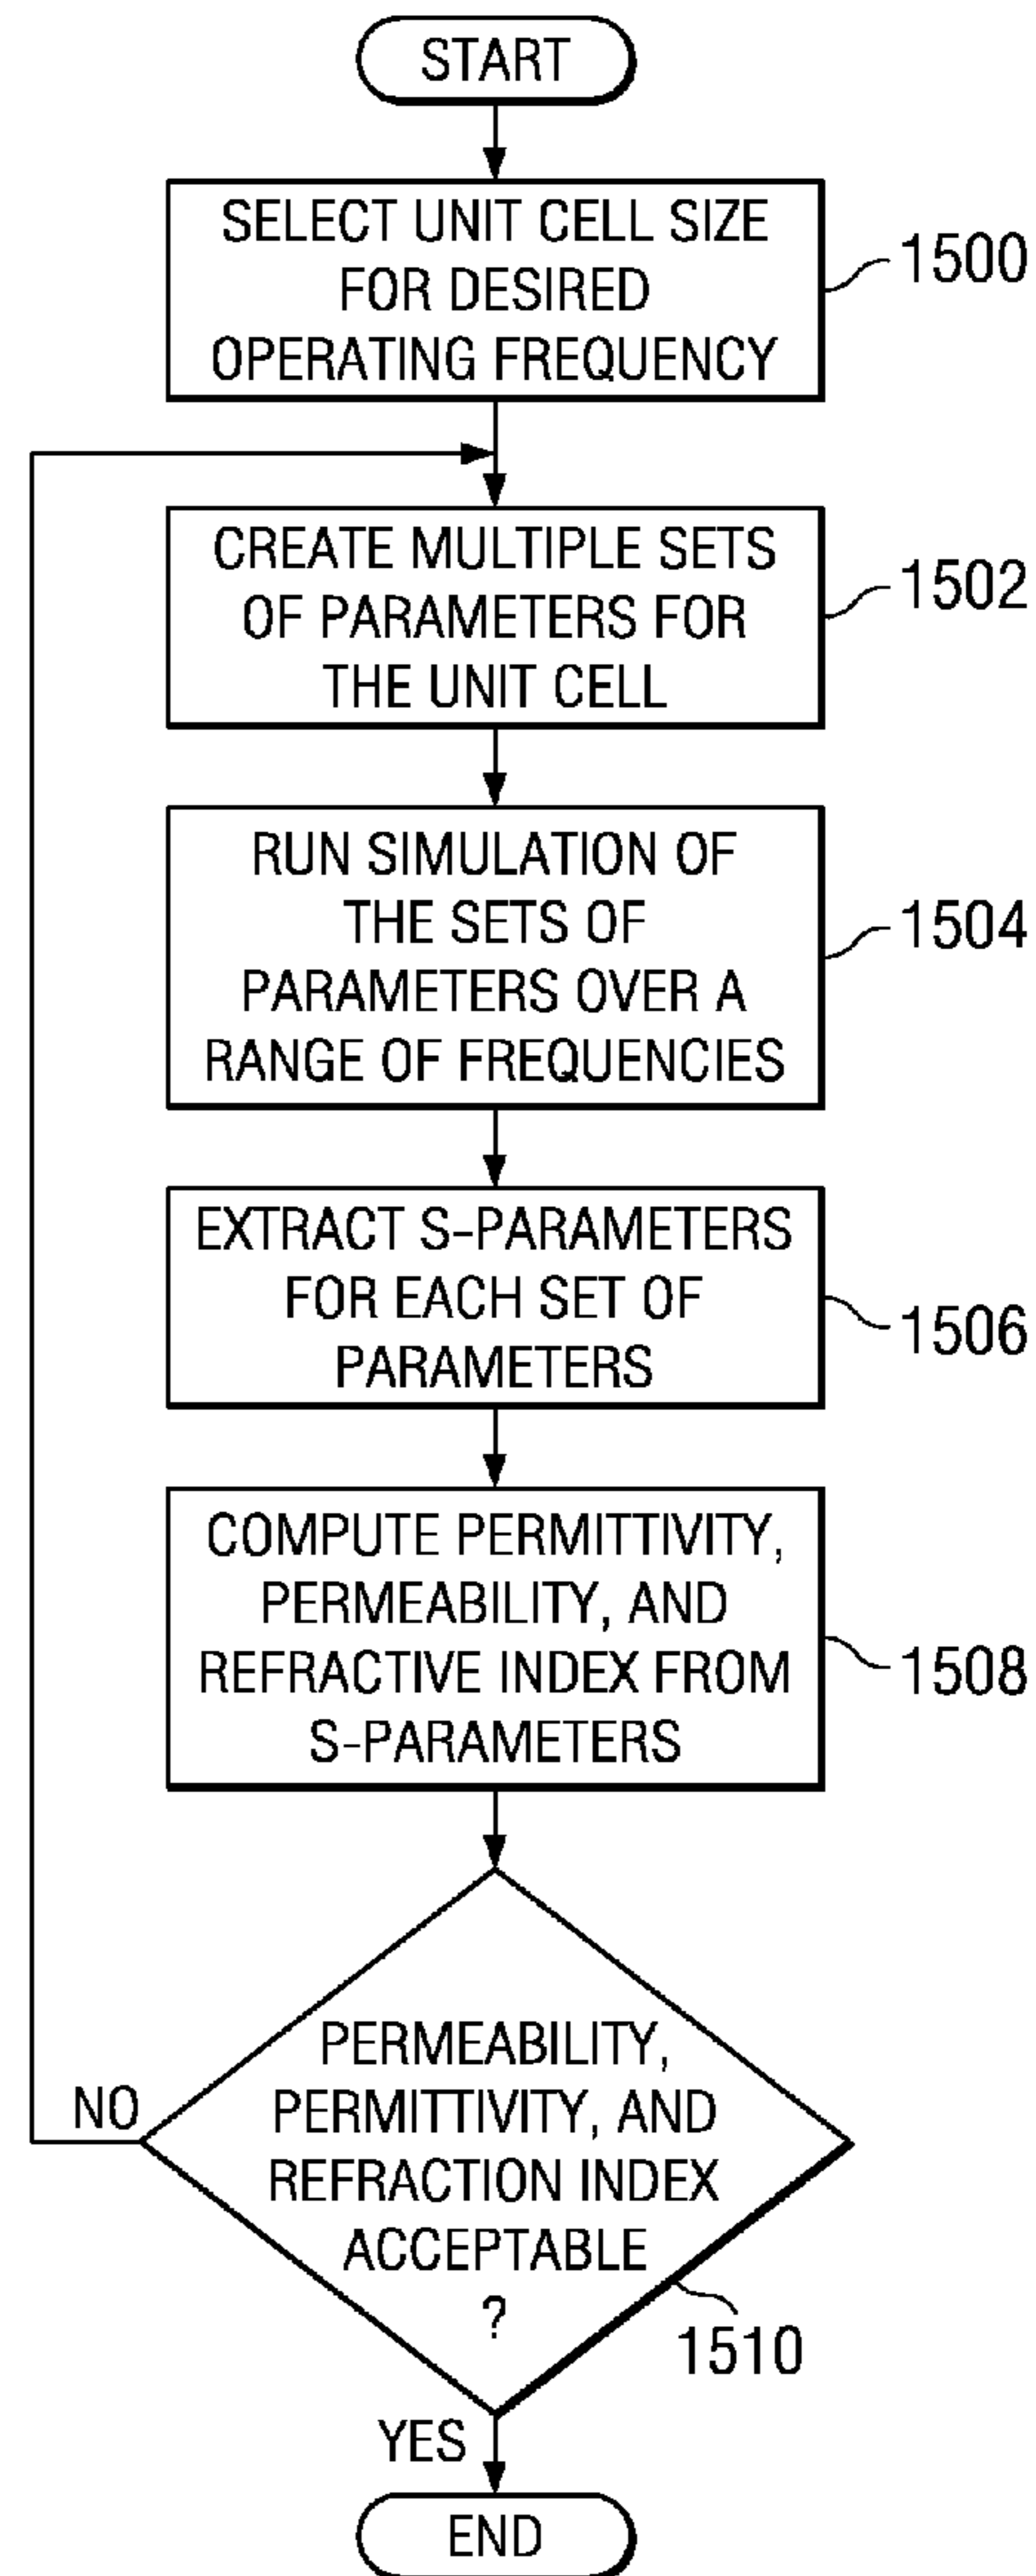 START
SELECT UNIT CELL SIZE
FOR DESIRED
OPERATING FREQUENCY
1500
CREATE MULTIPLE SETS
OF PARAMETERS FOR
THE UNIT CELL
1502
RUN SIMULATION OF
THE SETS OF
PARAMETERS OVER A
RANGE OF FREQUENCIES
1504
EXTRACT S-PARAMETERS
FOR EACH SET OF
PARAMETERS
1506
COMPUTE PERMITTIVITY,
PERMEABILITY, AND
REFRACTIVE INDEX FROM
S-PARAMETERS
1508
PERMEABILITY,
PERMITTIVITY, AND
REFRACTION INDEX
ACCEPTABLE
?
NO
1510
YES
END